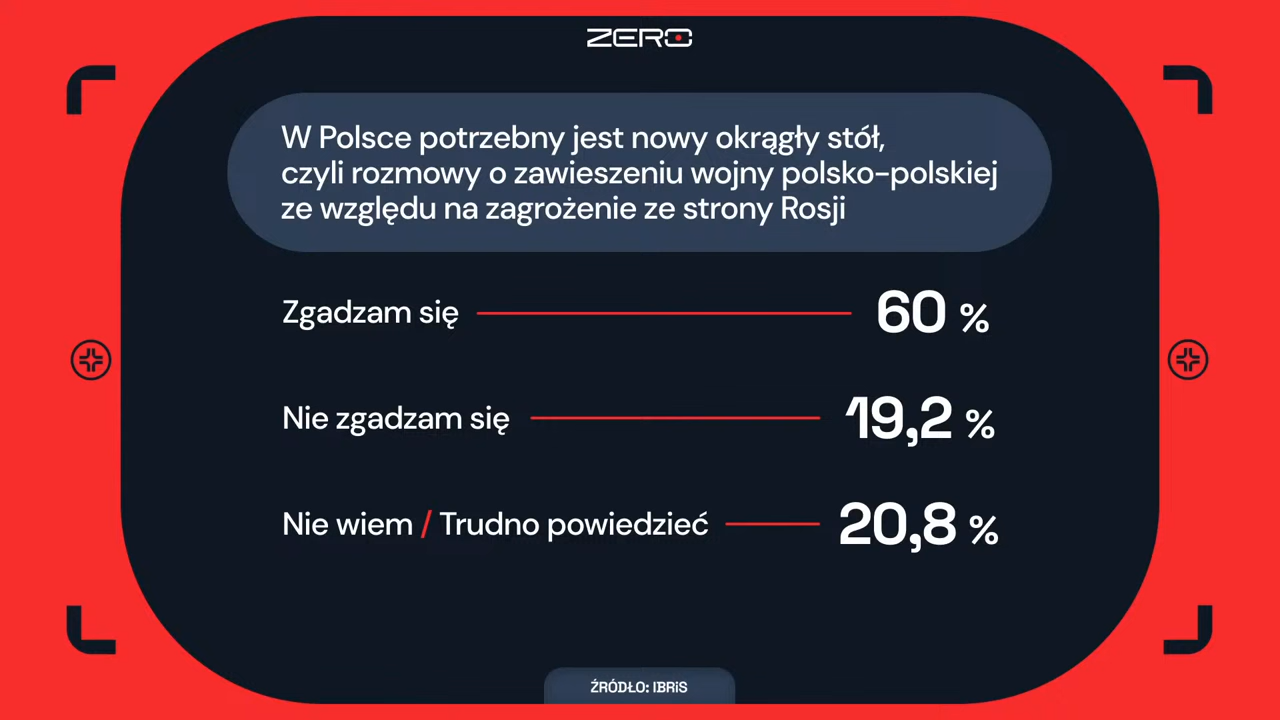 ZERO
W Polsce potrzebny jest nowy okrągły stół,
czyli rozmowy o zawieszeniu wojny polsko-polskiej
ze względu na zagrożenie ze strony Rosji
Zgadzam się 60 %
Nie zgadzam się 19,2 %
Nie wiem / Trudno powiedzieć 20,8 %
ŹRÓDŁO: IBRiS